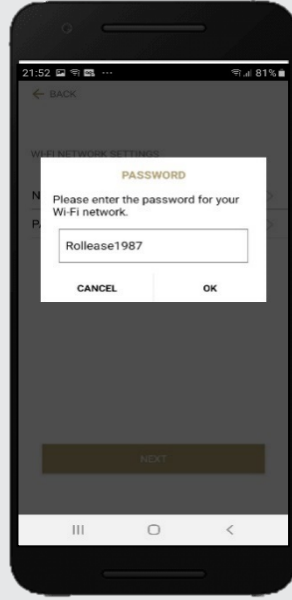 21:52 ... 81%
← BACK
WI-FI NETWORK SETTINGS
PASSWORD
Please enter the password for your
Wi-Fi network.
Rollease1987
CANCEL OK
NEXT